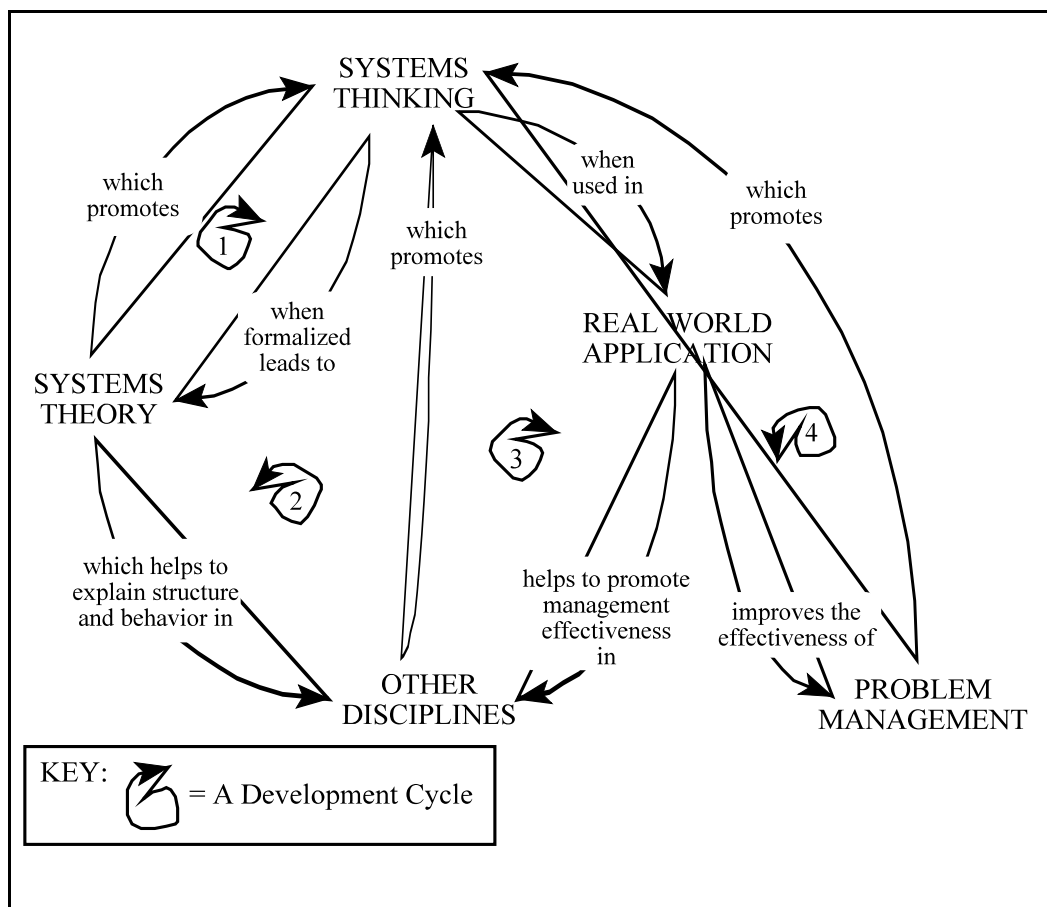 SYSTEMS
THINKING
which
promotes
when
used in
which
promotes
1
which
promotes
when
formalized
leads to
REAL WORLD
APPLICATION
SYSTEMS
THEORY
3
4
2
which helps to
explain structure
and behavior in
helps to promote
management
effectiveness
in
improves the
effectiveness of
OTHER
DISCIPLINES
PROBLEM
MANAGEMENT
KEY:
= A Development Cycle